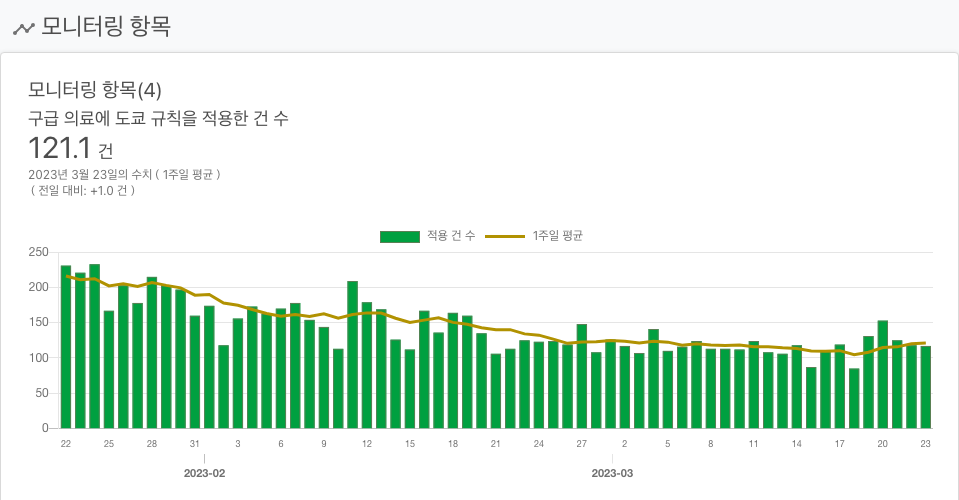 모니터링 항목
모니터링 항목(4)
구급 의료에 도쿄 규칙을 적용한 건 수
121.1 건
2023년 3월 23일의 수치 ( 1주일 평균 )
( 전일 대비: +1.0 건 )
적용 건 수 1주일 평균
250
200
150
100
50
0
22 25 28 31 3 6 9 12 15 18 21 24 27 2 5 8 11 14 17 20 23
2023-02 2023-03